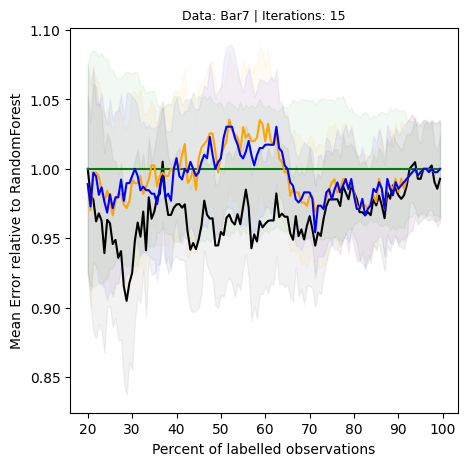 Data: Bar7 | Iterations: 15
Mean Error relative to RandomForest
1.10
1.05
1.00
0.95
0.90
0.85
20 30 40 50 60 70 80 90 100
Percent of labelled observations